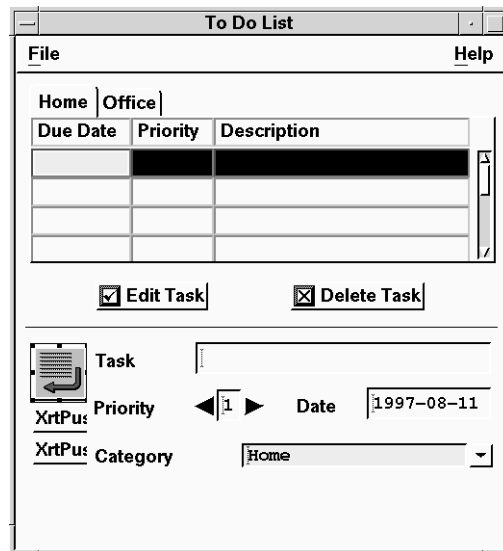 To Do List
File Help
Home Office
Due Date Priority Description
Edit Task Delete Task
Task
XrtPus Priority 1 Date 1997-08-11
XrtPus Category Home